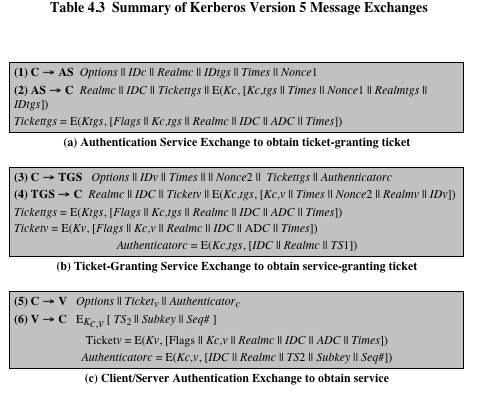 Table 4.3 Summary of Kerberos Version 5 Message Exchanges
(1) C → AS Options || IDc || Realmc || IDtgs || Times || Nonce1
(2) AS → C Realmc || IDC || Tickettgs || E(Kc, [Kc,tgs || Times || Nonce1 || Realmtgs ||
IDtgs])
Tickettgs = E(Ktgs, [Flags || Kc,tgs || Realmc || IDC || ADC || Times])
(a) Authentication Service Exchange to obtain ticket-granting ticket
(3) C → TGS Options || IDv || Times || || Nonce2 || Tickettgs || Authenticatorc
(4) TGS → C Realmc || IDC || Ticketv || E(Kc,tgs, [Kc,v || Times || Nonce2 || Realmv || IDv])
Tickettgs = E(Ktgs, [Flags || Kc,tgs || Realmc || IDC || ADC || Times])
Ticketv = E(Kv, [Flags || Kc,v || Realmc || IDC || ADC || Times])
Authenticatorc = E(Kc,tgs, [IDC || Realmc || TS1])
(b) Ticket-Granting Service Exchange to obtain service-granting ticket
(5) C → V Options || Ticketv || Authenticatorc
(6) V → C EKC,V [ TS2 || Subkey || Seq# ]
Ticketv = E(Kv, [Flags || Kc,v || Realmc || IDC || ADC || Times])
Authenticatorc = E(Kc,v, [IDC || Realmc || TS2 || Subkey || Seq#])
(c) Client/Server Authentication Exchange to obtain service